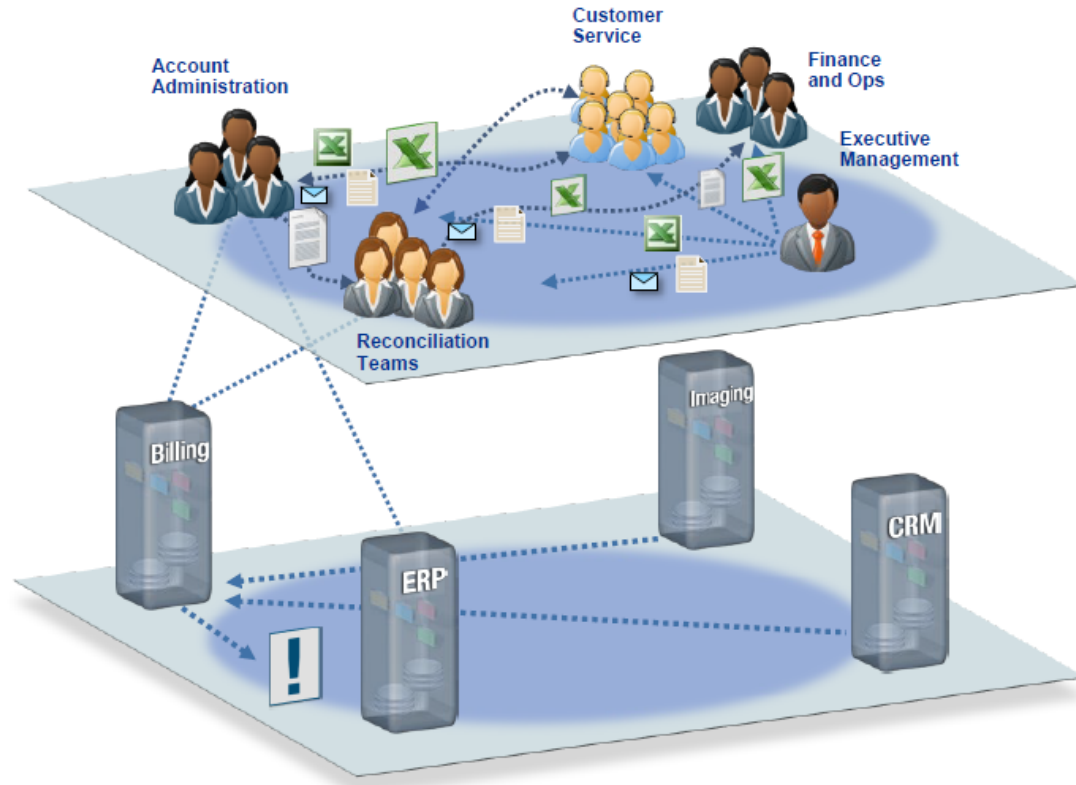 Customer
Service
Account
Administration
Finance
and Ops
Executive
Management
Reconciliation
Teams
Imaging
Billing
CRM
ERP
!